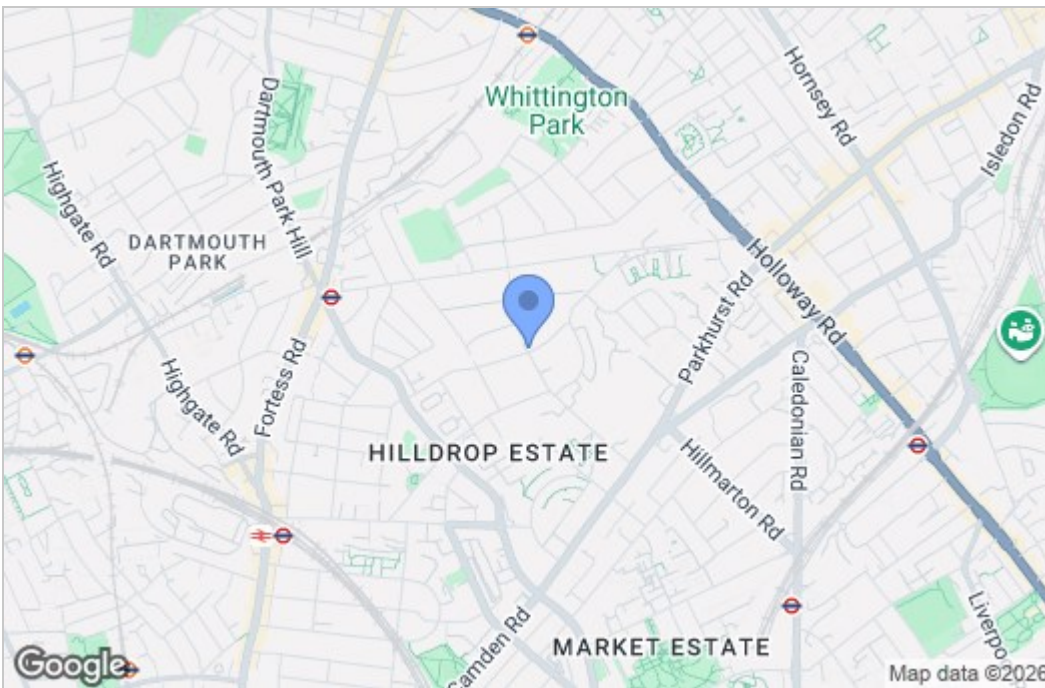 Whittington
Park
Hornsey Rd
Isledon Rd
Dartmouth Park Hill
Highgate Rd
DARTMOUTH
PARK
Holloway Rd
Parkhurst Rd
Fortess Rd
Highgate Rd
Caledonian Rd
HILLDROP ESTATE
Hillmarton Rd
Camden Rd
MARKET ESTATE
Liverpo
Google
Map data ©2026